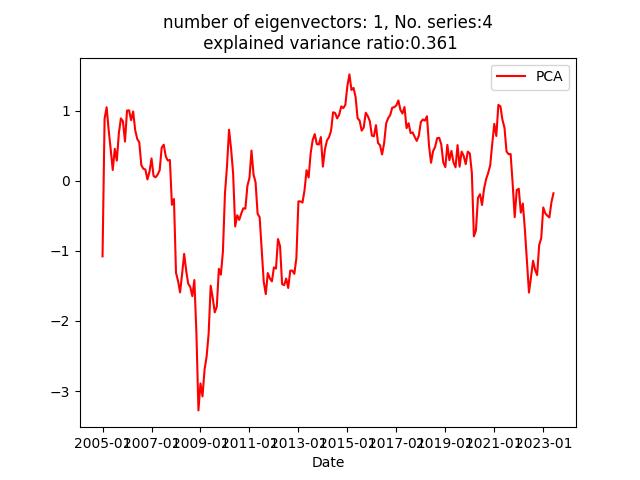 number of eigenvectors: 1, No. series:4
explained variance ratio:0.361
PCA
1
0
−1
−2
−3
2005-01 2007-01 2009-01 2011-01 2013-01 2015-01 2017-01 2019-01 2021-01 2023-01
Date